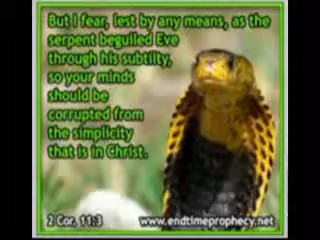 But I fear, lest by any means, as the
serpent beguiled Eve
through his subtilty,
so your minds
should be
corrupted from
the simplicity
that is in Christ.
2 Cor. 11:3
www.endtimeprophecy.net